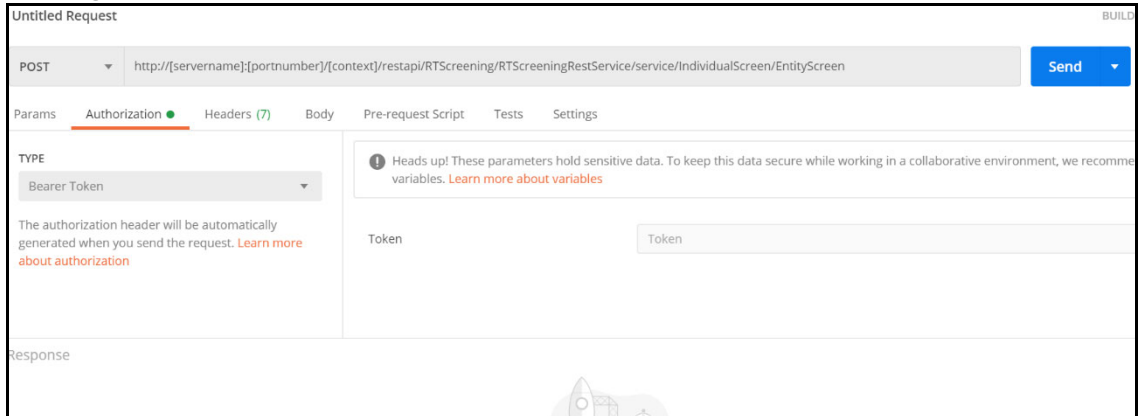 Untitled Request
BUILD
POST
http://[servername]:[portnumber]/[context]/restapi/RTScreening/RTScreeningRestService/service/IndividualScreen/EntityScreen
Send
Params Authorization Headers (7) Body Pre-request Script Tests Settings
TYPE
Bearer Token
The authorization header will be automatically
generated when you send the request. Learn more
about authorization
Heads up! These parameters hold sensitive data. To keep this data secure while working in a collaborative environment, we recomme
variables. Learn more about variables
Token
Token
Response